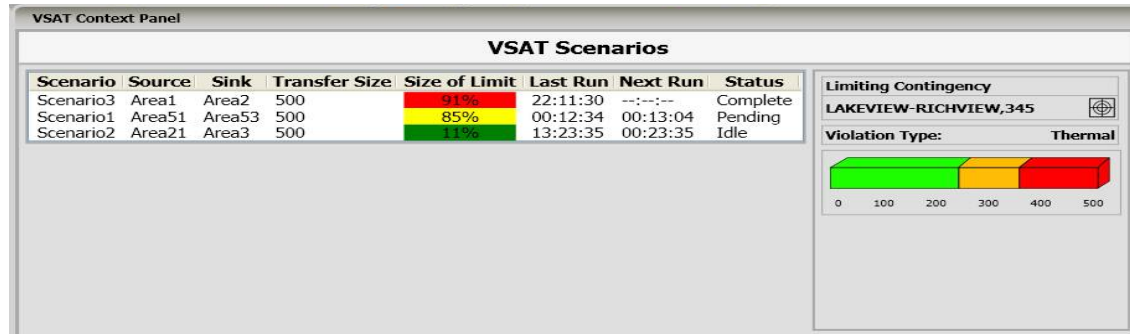 VSAT Context Panel
VSAT Scenarios
Scenario Source Sink Transfer Size Size of Limit Last Run Next Run Status
Scenario3 Area1 Area2 500 91% 22:11:30 --:--:-- Complete
Scenario1 Area51 Area53 500 85% 00:12:34 00:13:04 Pending
Scenario2 Area21 Area3 500 11% 13:23:35 00:23:35 Idle
Limiting Contingency
LAKEVIEW-RICHVIEW,345
Violation Type: Thermal
0 100 200 300 400 500